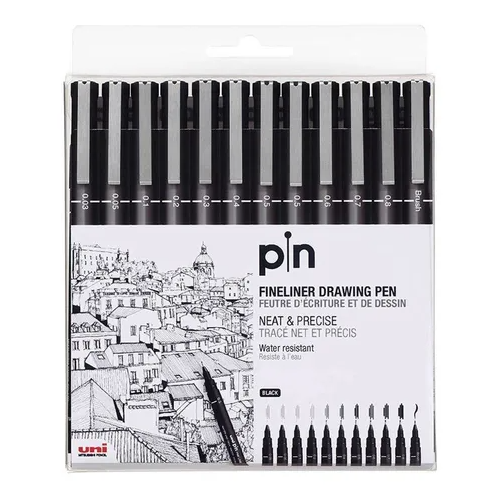 0.03
0.05
0.1
0.2
0.3
0.4
0.5
0.5
0.6
0.7
0.8
Brush
pin
FINELINER DRAWING PEN
FEUTRE D'ÉCRITURE ET DE DESSIN
NEAT & PRECISE
TRACÉ NET ET PRÉCIS
Water resistant
Résiste à l'eau
BLACK
uni
MITSUBISHI PENCIL